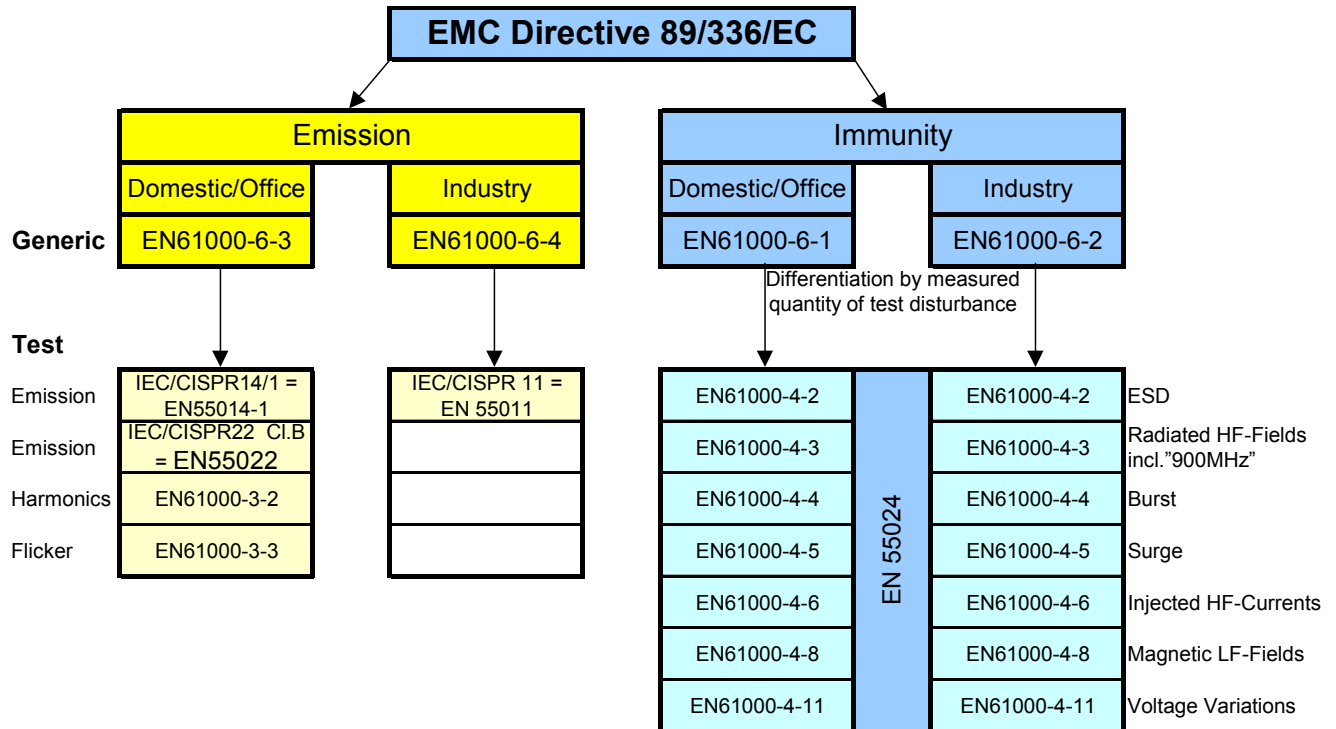 EMC Directive 89/336/EC
Emission
Immunity
Domestic/Office
Industry
Domestic/Office
Industry
Generic
EN61000-6-3
EN61000-6-4
EN61000-6-1
EN61000-6-2
Differentiation by measured
quantity of test disturbance
Test
Emission
IEC/CISPR14/1 =
EN55014-1
IEC/CISPR 11 =
EN 55011
EN61000-4-2
EN61000-4-2
ESD
Emission
IEC/CISPR22 Cl.B
= EN55022
EN61000-4-3
EN61000-4-3
Radiated HF-Fields
incl.”900MHz”
Harmonics
EN61000-3-2
EN61000-4-4
EN 55024
EN61000-4-4
Burst
Flicker
EN61000-3-3
EN61000-4-5
EN61000-4-5
Surge
EN61000-4-6
EN61000-4-6
Injected HF-Currents
EN61000-4-8
EN61000-4-8
Magnetic LF-Fields
EN61000-4-11
EN61000-4-11
Voltage Variations